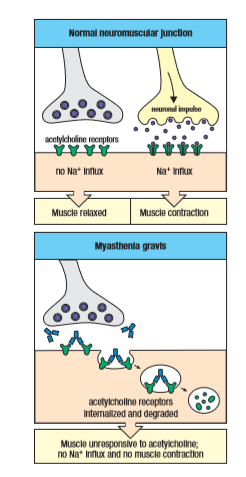 Normal neuromuscular junction
neuronal impulse
acetylcholine receptors
no Na⁺ influx
Na⁺ influx
Muscle relaxed
Muscle contraction
Myasthenia gravis
acetylcholine receptors
internalized and degraded
Muscle unresponsive to acetylcholine;
no Na⁺ influx and no muscle contraction